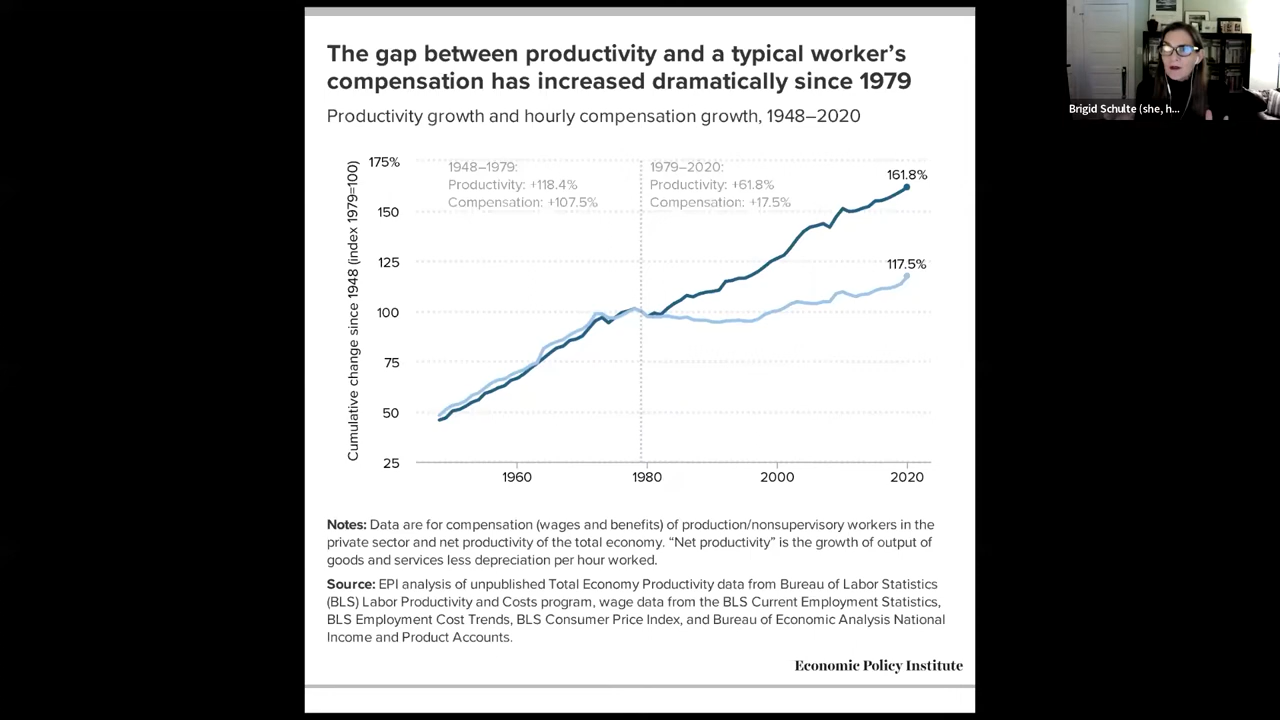 The gap between productivity and a typical worker’s
compensation has increased dramatically since 1979
Productivity growth and hourly compensation growth, 1948–2020
Cumulative change since 1948 (index 1979=100)
175%
150
125
100
75
50
25
1948–1979:
Productivity: +118.4%
Compensation: +107.5%
1979–2020:
Productivity: +61.8%
Compensation: +17.5%
161.8%
117.5%
1960
1980
2000
2020
Notes: Data are for compensation (wages and benefits) of production/nonsupervisory workers in the
private sector and net productivity of the total economy. “Net productivity” is the growth of output of
goods and services less depreciation per hour worked.
Source: EPI analysis of unpublished Total Economy Productivity data from Bureau of Labor Statistics
(BLS) Labor Productivity and Costs program, wage data from the BLS Current Employment Statistics,
BLS Employment Cost Trends, BLS Consumer Price Index, and Bureau of Economic Analysis National
Income and Product Accounts.
Economic Policy Institute
Brigid Schulte (she, h...